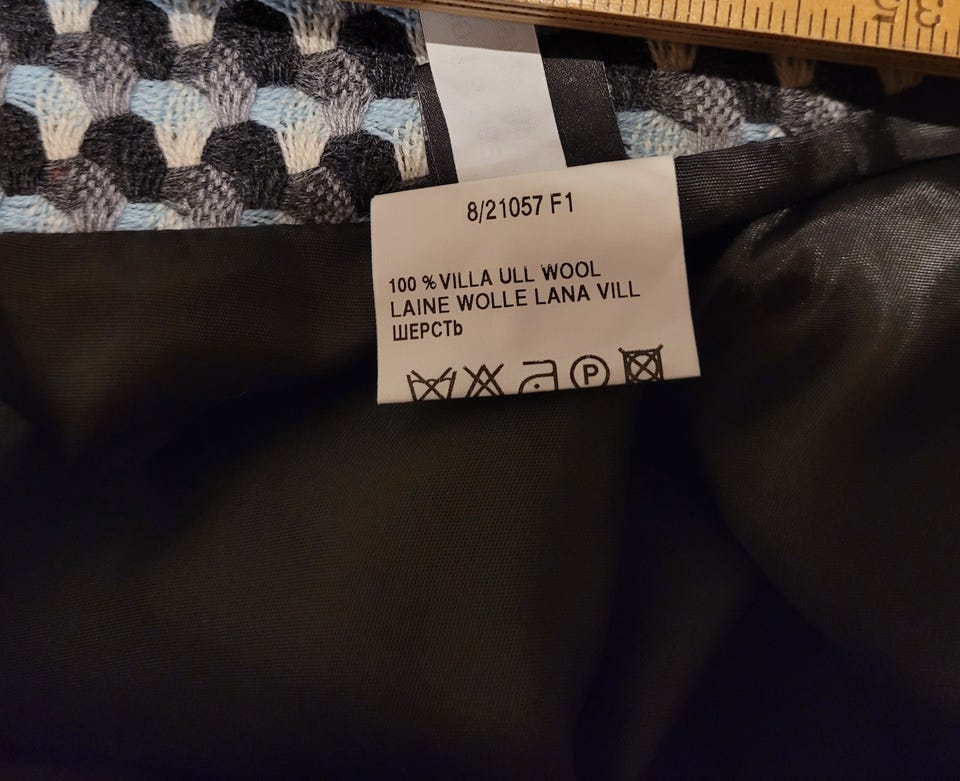 8/21057 F1
100 % VILLA ULL WOOL
LAINE WOLLE LANA VILL
ШЕРСТЬ
P